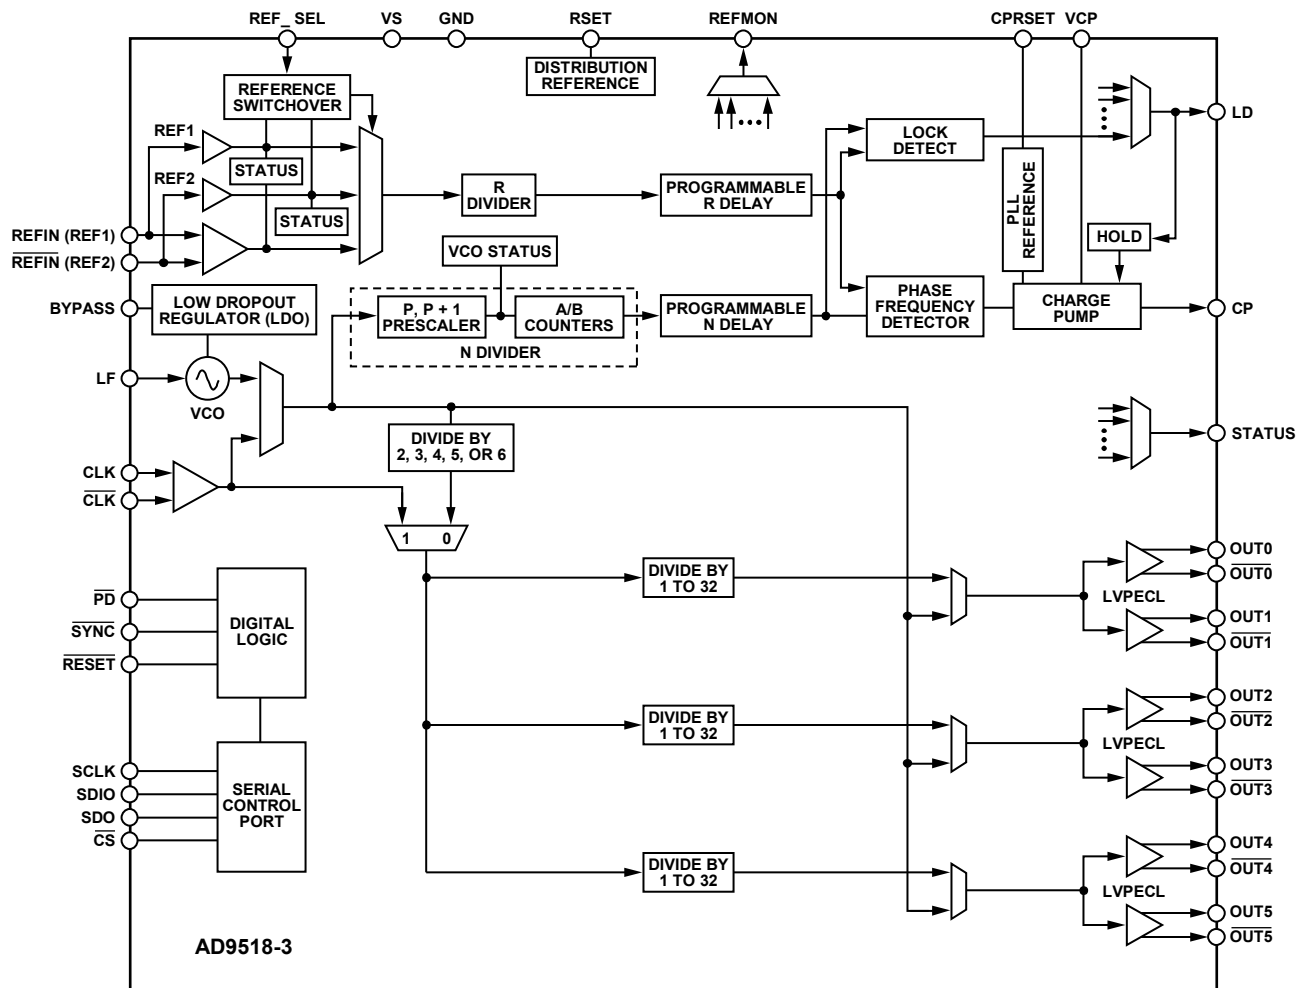 REF_ SEL
VS
GND
RSET
REFMON
CPRSET
VCP
DISTRIBUTION
REFERENCE
REFERENCE
SWITCHOVER
LD
REF1
STATUS
REF2
STATUS
LOCK
DETECT
R
DIVIDER
PROGRAMMABLE
R DELAY
PLL
REFERENCE
HOLD
REFIN (REF1)
REFIN (REF2)
VCO STATUS
BYPASS
LOW DROPOUT
REGULATOR (LDO)
P, P + 1
PRESCALER
A/B
COUNTERS
N DIVIDER
PROGRAMMABLE
N DELAY
PHASE
FREQUENCY
DETECTOR
CHARGE
PUMP
CP
LF
VCO
STATUS
DIVIDE BY
2, 3, 4, 5, OR 6
CLK
CLK
1 0
OUT0
OUT0
DIVIDE BY
1 TO 32
LVPECL
OUT1
OUT1
PD
SYNC
RESET
DIGITAL
LOGIC
OUT2
OUT2
DIVIDE BY
1 TO 32
LVPECL
OUT3
OUT3
SCLK
SDIO
SDO
CS
SERIAL
CONTROL
PORT
OUT4
OUT4
DIVIDE BY
1 TO 32
LVPECL
OUT5
OUT5
AD9518-3